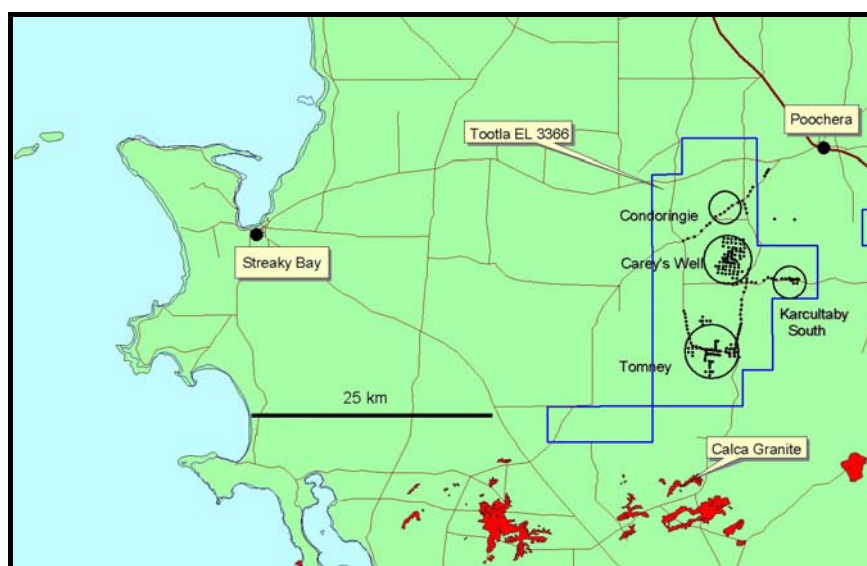 Poochera
Tootla EL 3366
Condoringie
Streaky Bay
Carey's Well
Karcultaby
South
Tomney
25 km
Calca Granite